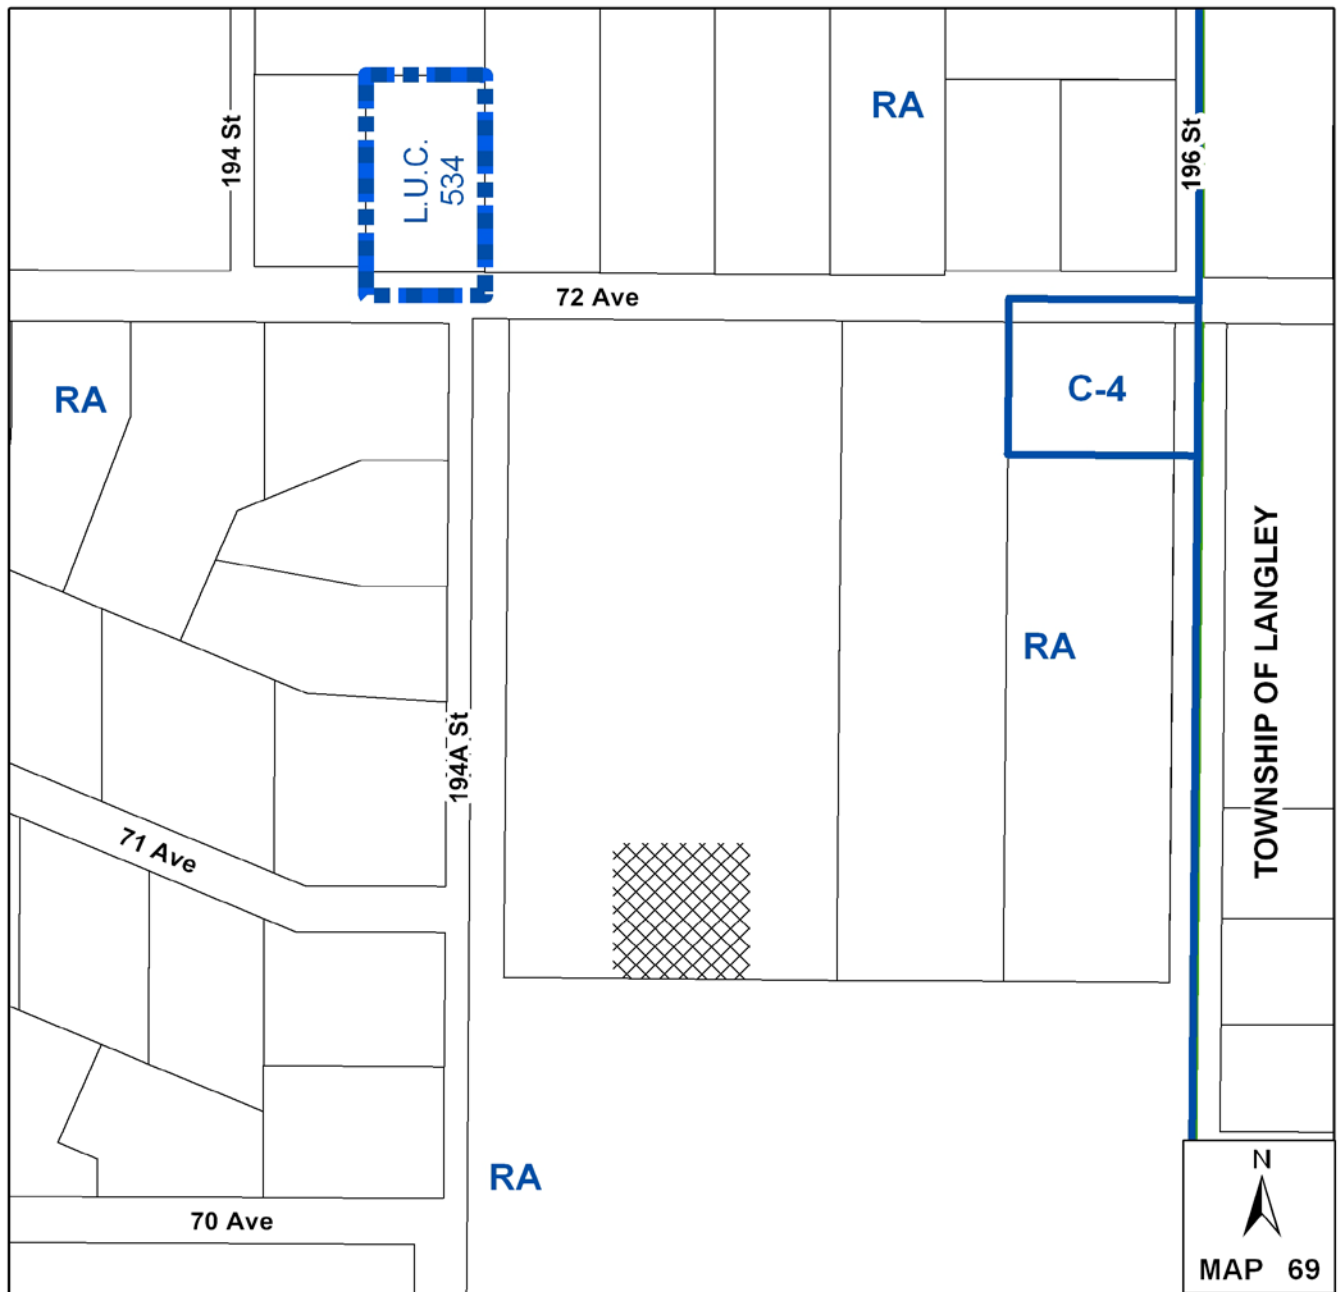 RA
194 St
196 St
L.U.C.
534
72 Ave
C-4
RA
RA
TOWNSHIP OF LANGLEY
194A St
71 Ave
RA
70 Ave
N
MAP 69